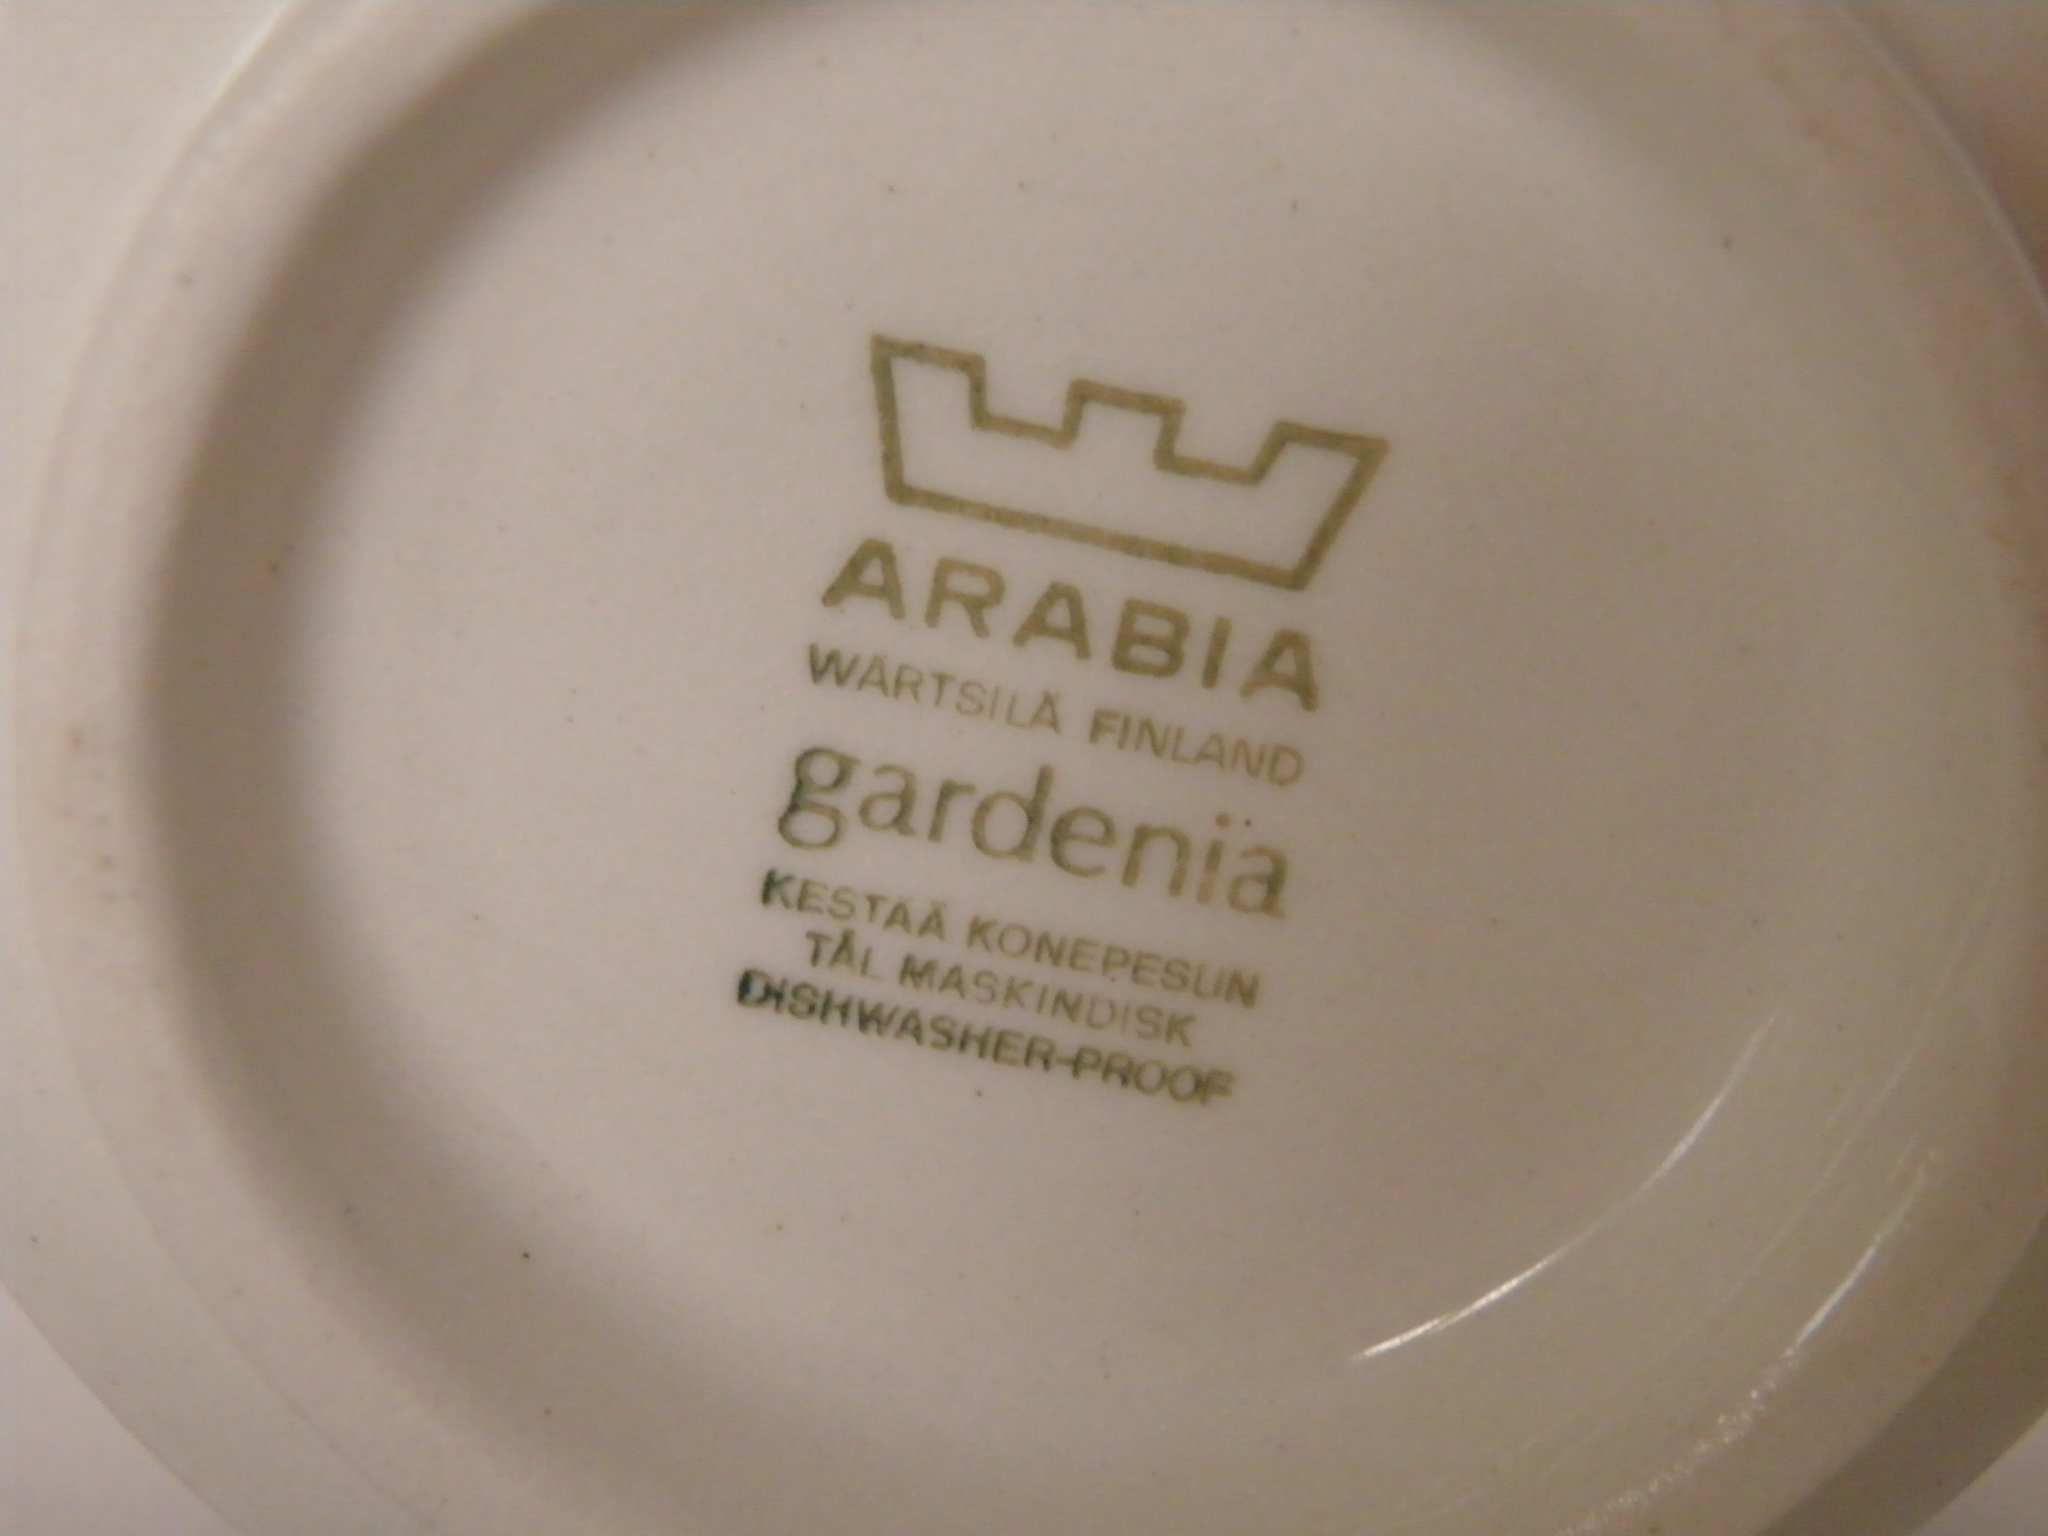 ARABIA
WÄRTSILÄ FINLAND
gardenia
KESTÄÄ KONEPESUN
TÅL MASKINDISK
DISHWASHER-PROOF